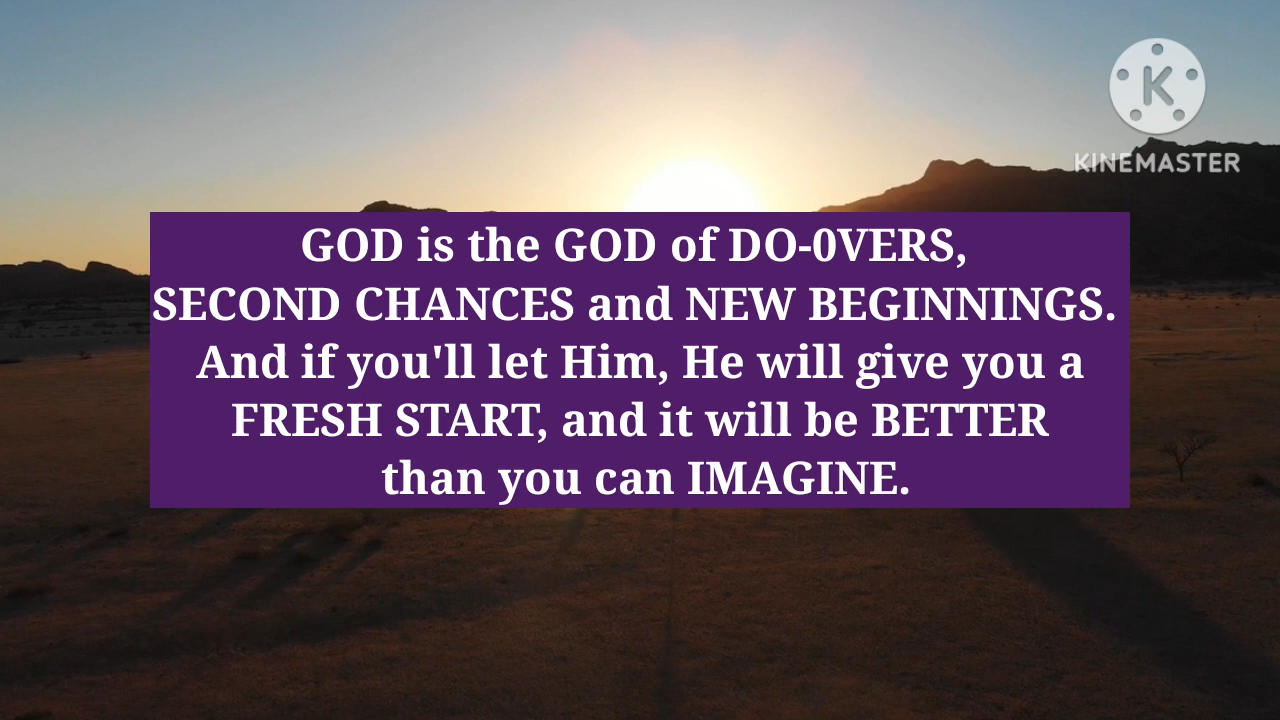 K
KINEMASTER
GOD is the GOD of DO-0VERS,
SECOND CHANCES and NEW BEGINNINGS.
And if you'll let Him, He will give you a
FRESH START, and it will be BETTER
than you can IMAGINE.